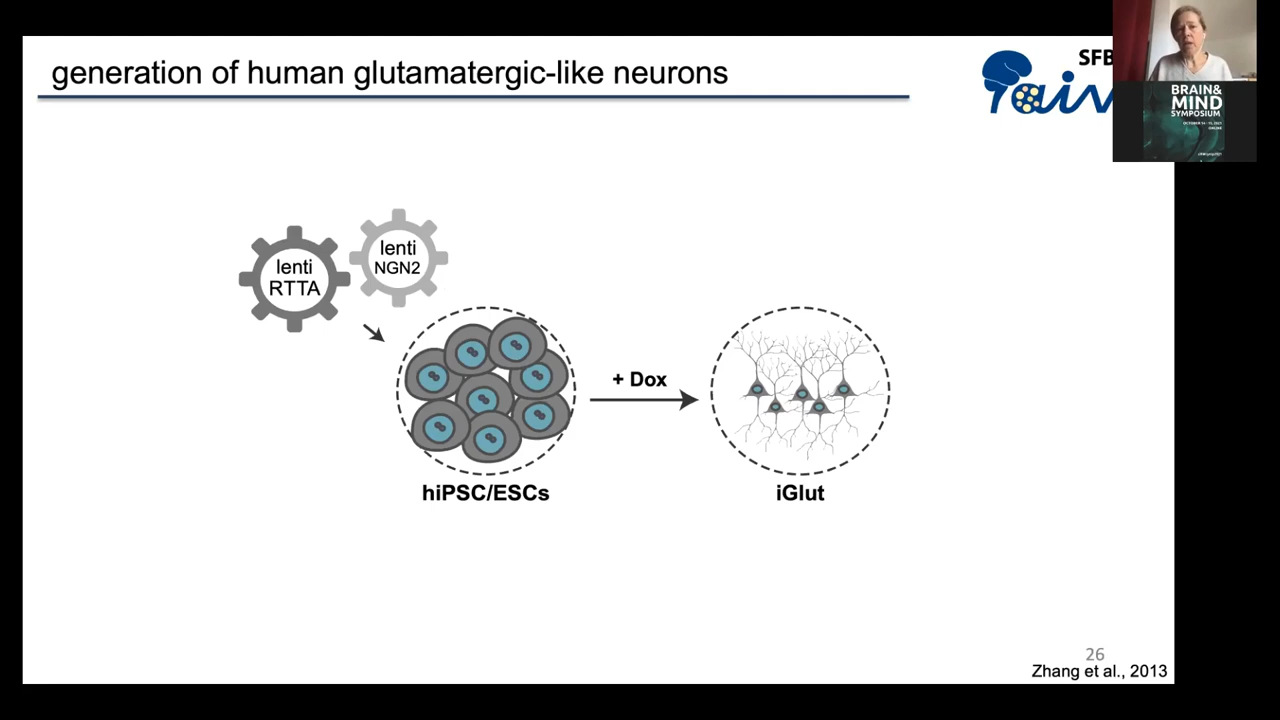 generation of human glutamatergic-like neurons
SFB
BRAIN&
MIND
SYMPOSIUM
ONLINE
lenti
RTTA
lenti
NGN2
+ Dox
hiPSC/ESCs
iGlut
26
Zhang et al., 2013